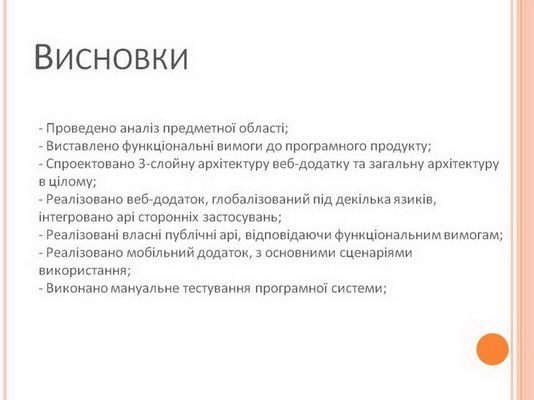 Висновки
- Проведено аналіз предметної області;
- Виставлено функціональні вимоги до програмного продукту;
- Спроектовано 3-слойну архітектуру веб-додатку та загальну архітектуру
в цілому;
- Реалізовано веб-додаток, глобалізований під декілька язиків,
інтегровано арі сторонніх застосувань;
- Реалізовані власні публічні арі, відповідаючи функціональним вимогам;
- Реалізовано мобільний додаток, з основними сценаріями
використання;
- Виконано мануальне тестування програмної системи;